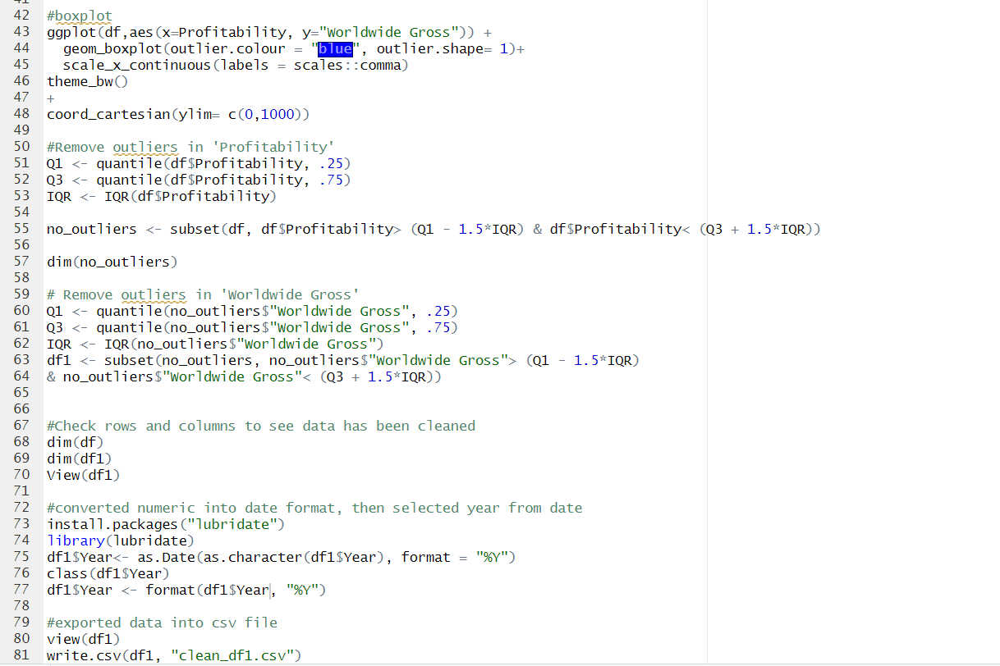 41
42 #boxplot
43 ggplot(df,aes(x=Profitability, y="Worldwide Gross")) +
44   geom_boxplot(outlier.colour = "blue", outlier.shape= 1)+
45   scale_x_continuous(labels = scales::comma)
46 theme_bw()
47 +
48 coord_cartesian(ylim= c(0,1000))
49
50 #Remove outliers in 'Profitability'
51 Q1 <- quantile(df$Profitability, .25)
52 Q3 <- quantile(df$Profitability, .75)
53 IQR <- IQR(df$Profitability)
54
55 no_outliers <- subset(df, df$Profitability> (Q1 - 1.5*IQR) & df$Profitability< (Q3 + 1.5*IQR))
56
57 dim(no_outliers)
58
59 # Remove outliers in 'Worldwide Gross'
60 Q1 <- quantile(no_outliers$"Worldwide Gross", .25)
61 Q3 <- quantile(no_outliers$"Worldwide Gross", .75)
62 IQR <- IQR(no_outliers$"Worldwide Gross")
63 df1 <- subset(no_outliers, no_outliers$"Worldwide Gross"> (Q1 - 1.5*IQR)
64 & no_outliers$"Worldwide Gross"< (Q3 + 1.5*IQR))
65
66
67 #Check rows and columns to see data has been cleaned
68 dim(df)
69 dim(df1)
70 View(df1)
71
72 #converted numeric into date format, then selected year from date
73 install.packages("lubridate")
74 library(lubridate)
75 df1$Year<- as.Date(as.character(df1$Year), format = "%Y")
76 class(df1$Year)
77 df1$Year <- format(df1$Year, "%Y")
78
79 #exported data into csv file
80 view(df1)
81 write.csv(df1, "clean_df1.csv")